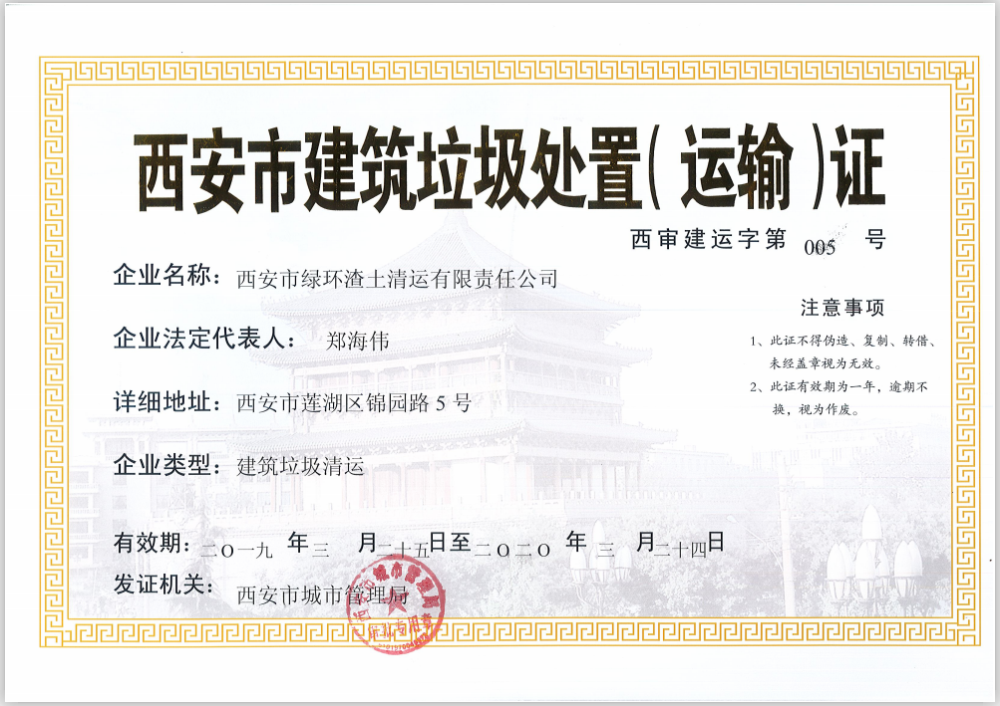 西安市建筑垃圾处置(运输)证
西审建运字第 005 号
企业名称：西安市绿环渣土清运有限责任公司
企业法定代表人：郑海伟
详细地址：西安市莲湖区锦园路 5 号
企业类型：建筑垃圾清运
有效期：二O一九 年 三 月 二十五 日至 二O二O 年 三 月 二十四 日
发证机关：西安市城市管理局
注意事项
1、此证不得伪造、复制、转借、
未经盖章视为无效。
2、此证有效期为一年，逾期不
换，视为作废。
专用章